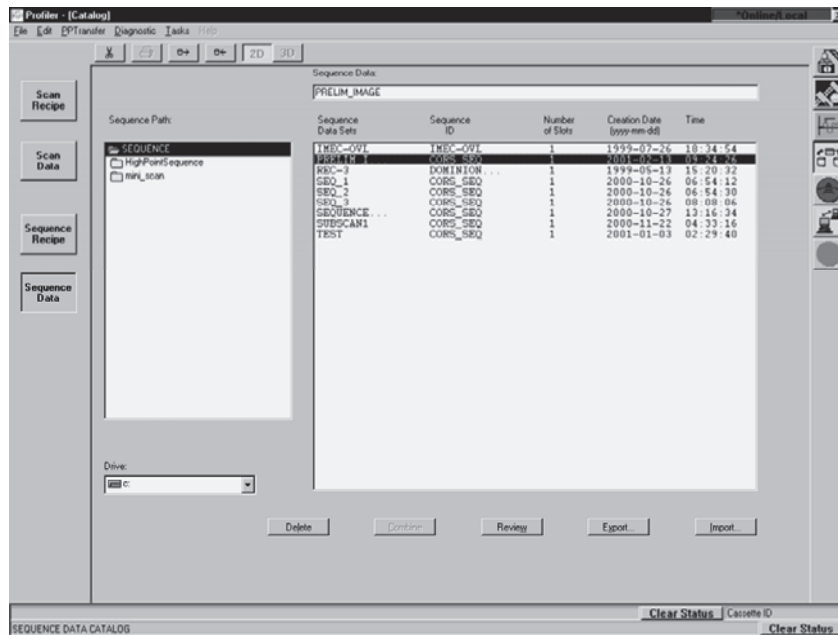 Profiler - [Catalog]
*Online/Local
File Edit PPTransfer Diagnostic Tasks Help
2D 3D
Sequence Data:
PRELIM_IMAGE
Scan Recipe
Scan Data
Sequence Recipe
Sequence Data
Sequence Path:
SEQUENCE
HighPointSequence
mini_scan
Sequence Data Sets Sequence ID Number of Slots Creation Date (yyyy-mm-dd) Time
IMEC-OVL IMEC-OVL 1 1999-07-26 18:34:54
PRELIM_I... CORS_SEQ 1 2001-02-13 09:24:26
REC-3 DOMINION... 1 1999-05-13 15:20:32
SEQ_1 CORS_SEQ 1 2000-10-26 06:54:12
SEQ_2 CORS_SEQ 1 2000-10-26 06:54:30
SEQ_3 CORS_SEQ 1 2000-10-26 08:08:06
SEQUENCE... CORS_SEQ 1 2000-10-27 13:16:34
SUBSCAN1 CORS_SEQ 1 2000-11-22 04:33:16
TEST CORS_SEQ 1 2001-01-03 02:29:40
Drive:
c:
Delete Combine Review Export... Import...
Clear Status Cassette ID
SEQUENCE DATA CATALOG Clear Status